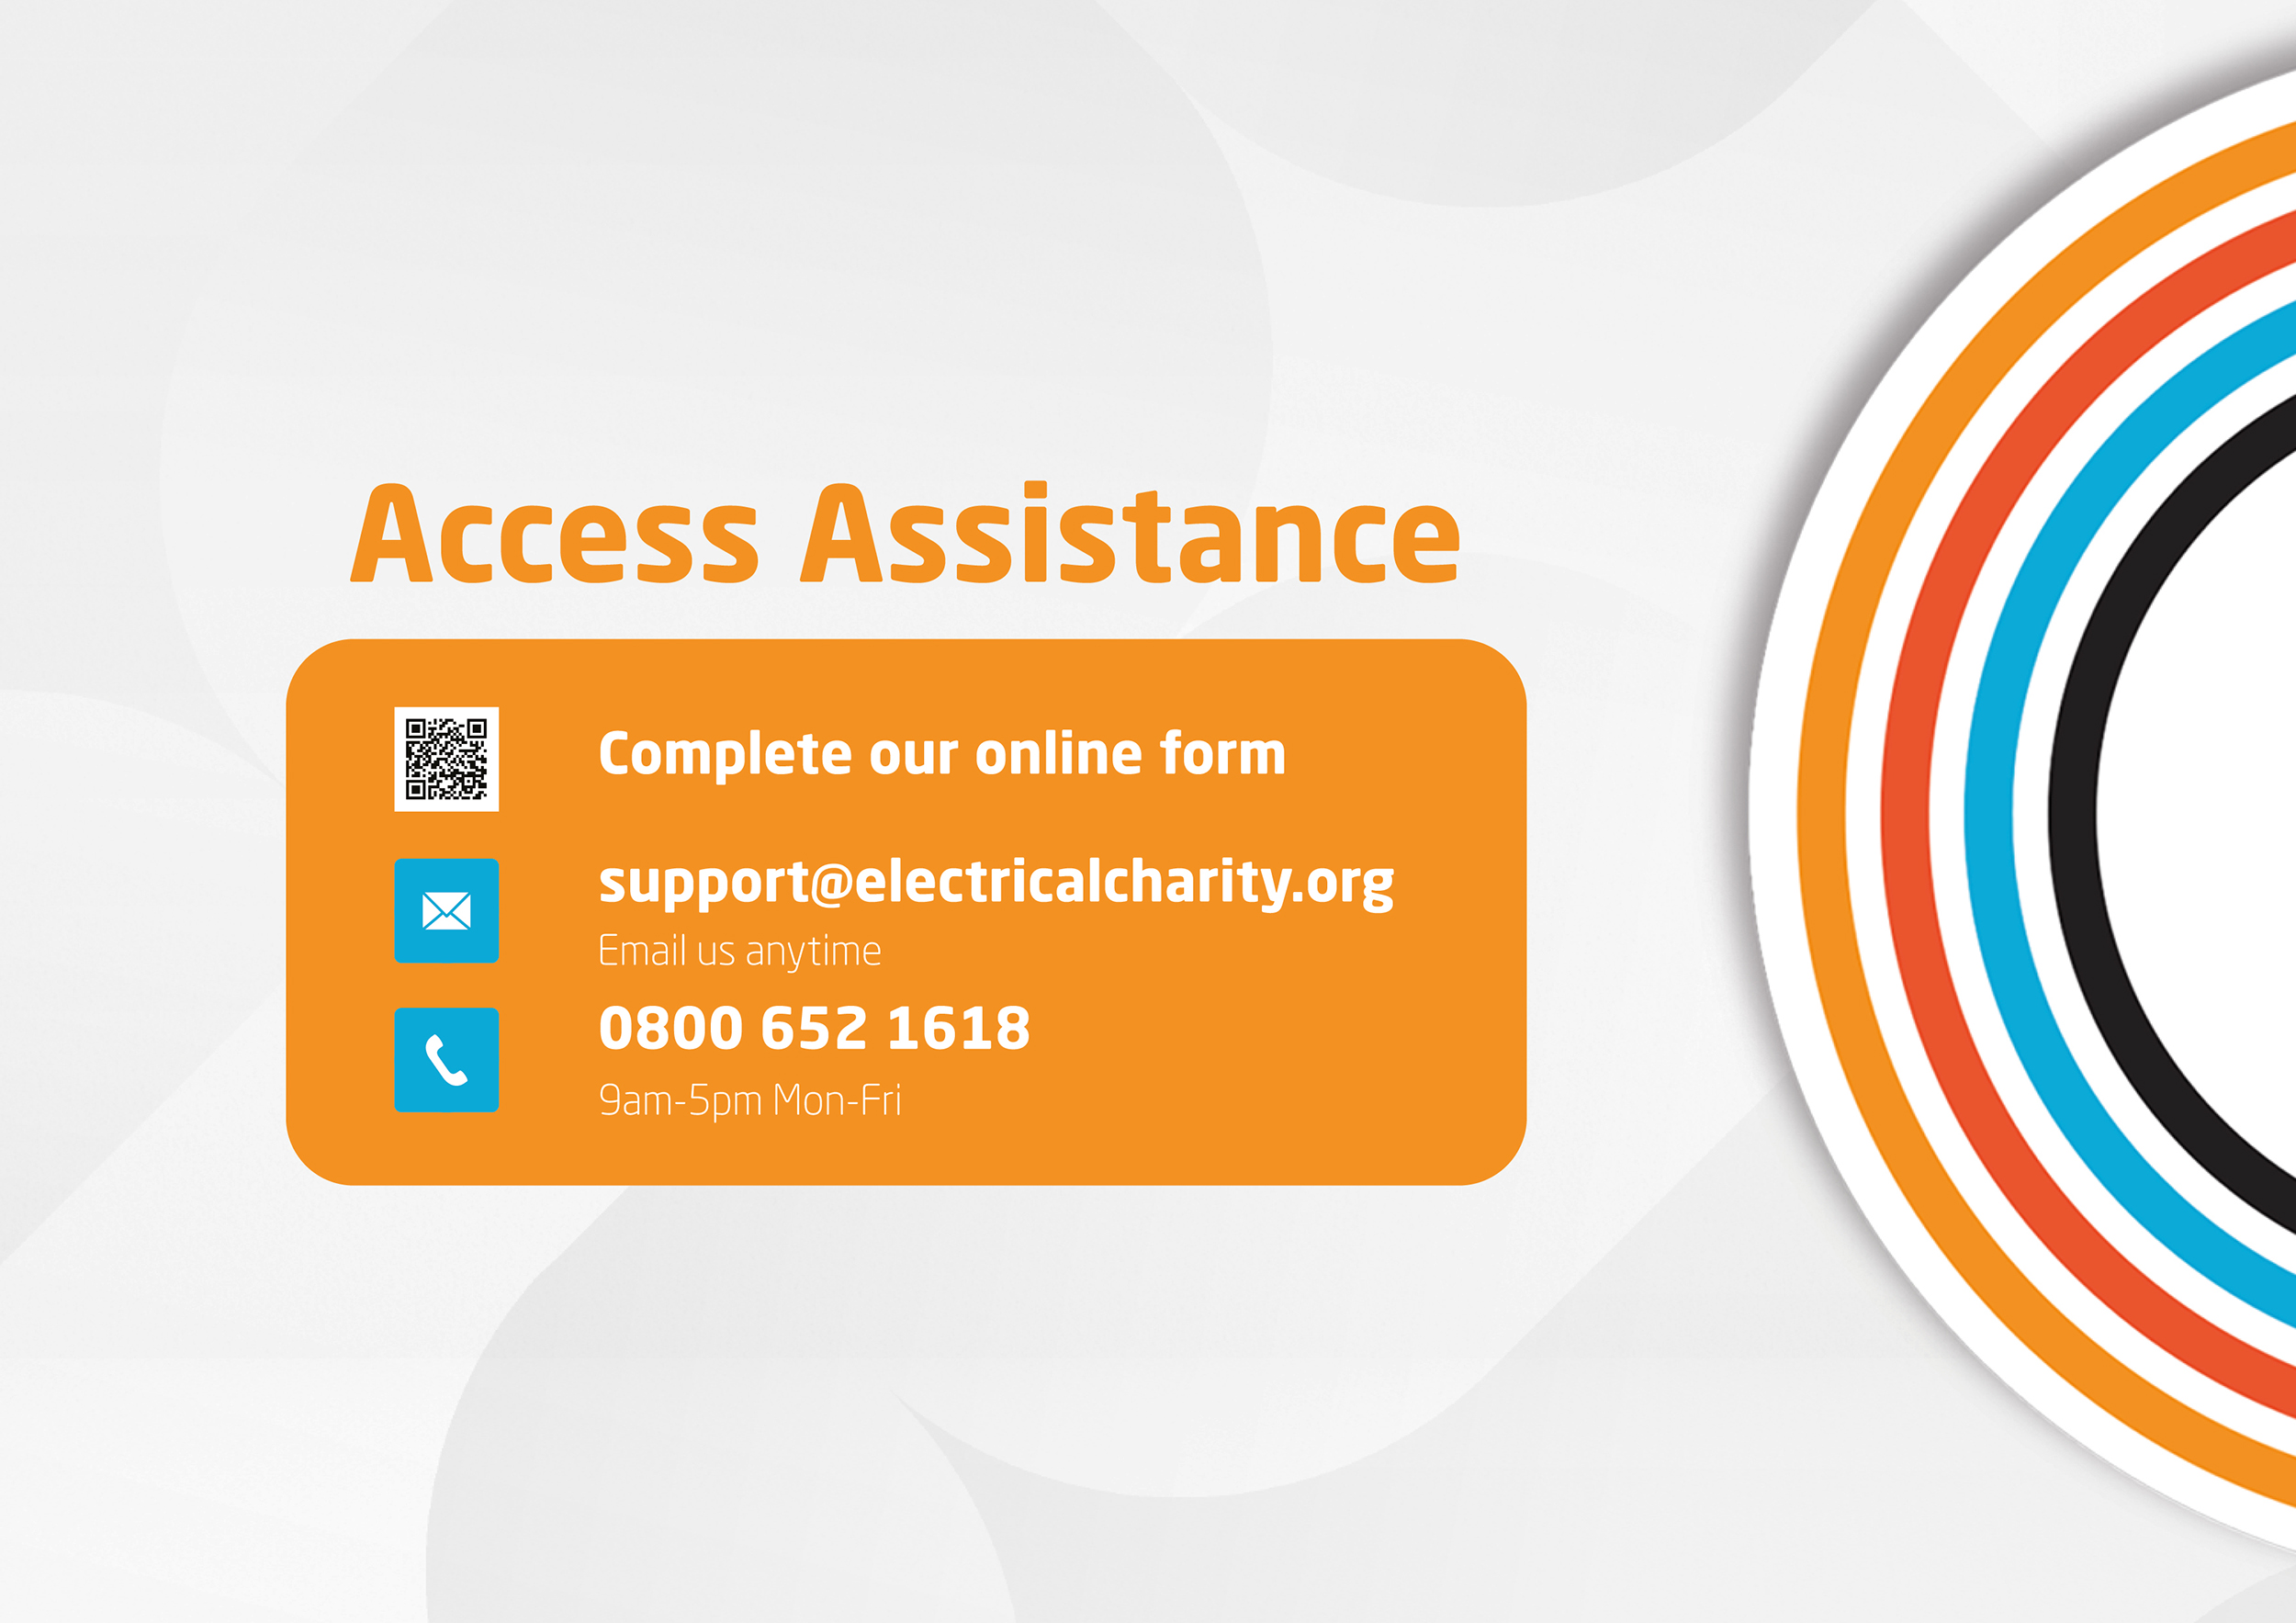 Access Assistance
Complete our online form
support@electricalcharity.org
Email us anytime
0800 652 1618
9am-5pm Mon-Fri